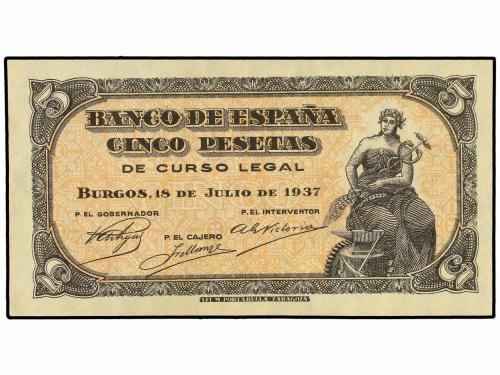 5 5
BANCO DE ESPAÑA
CINCO PESETAS
DE CURSO LEGAL
BURGOS, 18 DE JULIO DE 1937
P. EL GOBERNADOR P. EL INTERVENTOR
P. EL CAJERO
5 5
LIT. M. PORTABELLA ZARAGOZA